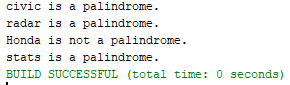 civic is a palindrome.
radar is a palindrome.
Honda is not a palindrome.
stats is a palindrome.
BUILD SUCCESSFUL (total time: 0 seconds)